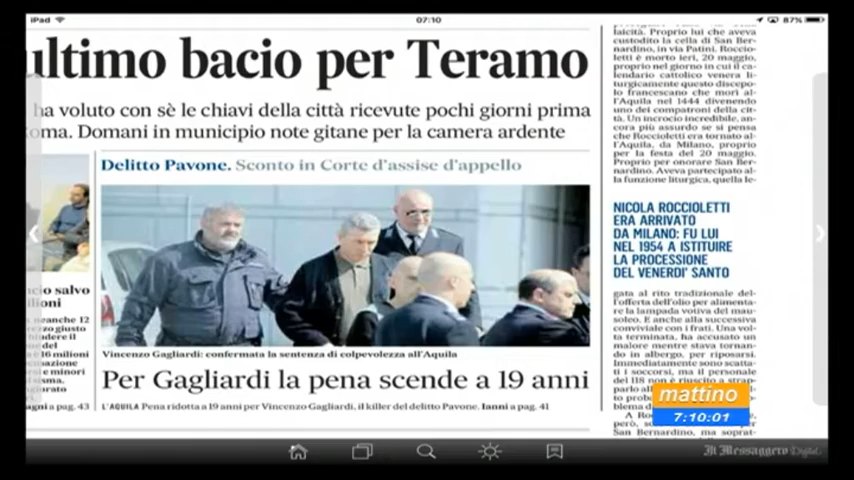 iPad
07:10
87%
ultimo bacio per Teramo
ha voluto con sè le chiavi della città ricevute pochi giorni prima
Roma. Domani in municipio note gitane per la camera ardente
Delitto Pavone. Sconto in Corte d'assise d'appello
Vincenzo Gagliardi: confermata la sentenza di colpevolezza all'Aquila
Per Gagliardi la pena scende a 19 anni
L'AQUILA Pena ridotta a 19 anni per Vincenzo Gagliardi, il killer del delitto Pavone. Ianni a pag. 41
cio salvo
ilioni
neanche 12
rezzo giusto
è 16 milioni
e minori
sisma.
agni a pag. 43
laicità. Proprio lui che aveva
custodito la cella di San Ber-
nardino, in via Patini. Roccio-
letti è morto ieri, 20 maggio,
proprio nel giorno in cui il ca-
lendario cattolico venera li-
turgicamente questo discepo-
lo francescano che morì al-
l'Aquila nel 1444 divenendo
uno dei compatroni della cit-
tà. Un incrocio incredibile, an-
cora più assurdo se si pensa
che Roccioletti era tornato al-
l'Aquila, da Milano, proprio
per la festa del 20 maggio.
Proprio per onorare San Ber-
nardino. Aveva partecipato al-
la funzione liturgica, quella le-
NICOLA ROCCIOLETTI
ERA ARRIVATO
DA MILANO: FU LUI
NEL 1954 A ISTITUIRE
LA PROCESSIONE
DEL VENERDI' SANTO
gata al rito tradizionale del-
l'offerta dell'olio per alimenta-
re la lampada votiva del mau-
soleo. E anche alla successiva
conviviale con i frati. Una vol-
ta terminata, ha accusato un
malore mentre stava tornan-
do in albergo, per riposarsi.
Immediatamente sono scatta-
ti i soccorsi, ma il personale
del 118 non è riuscito a strap-
parlo al
to probl
blema d
A Roc
però, so
San Bernardino, ma soprat-
mattino
7:10:01
Il Messaggero Digital